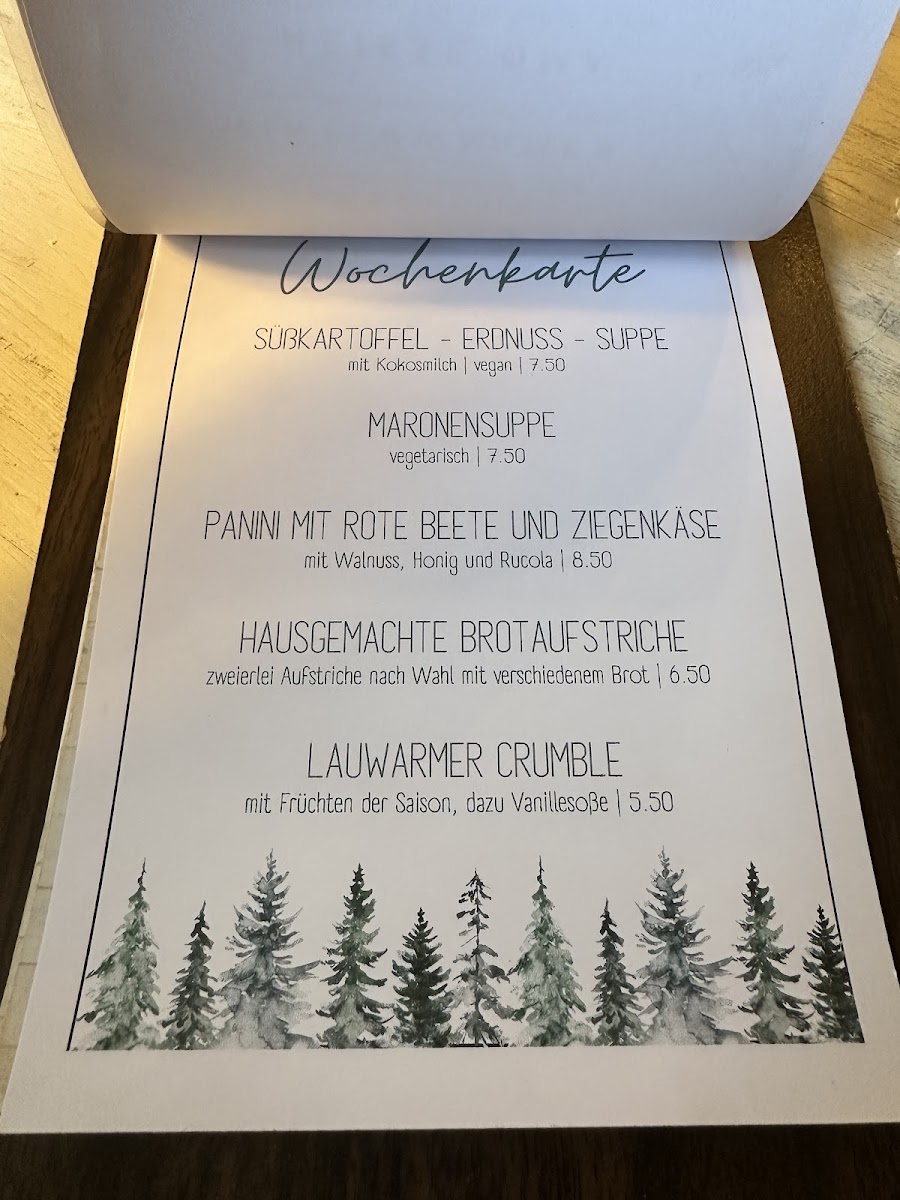 Wochenkarte
SÜßKARTOFFEL - ERDNUSS - SUPPE
mit Kokosmilch | vegan | 7.50
MARONENSUPPE
vegetarisch | 7.50
PANINI MIT ROTE BEETE UND ZIEGENKÄSE
mit Walnuss, Honig und Rucola | 8.50
HAUSGEMACHTE BROTAUFSTRICHE
zweierlei Aufstriche nach Wahl mit verschiedenem Brot | 6.50
LAUWARMER CRUMBLE
mit Früchten der Saison, dazu Vanillesoße | 5.50